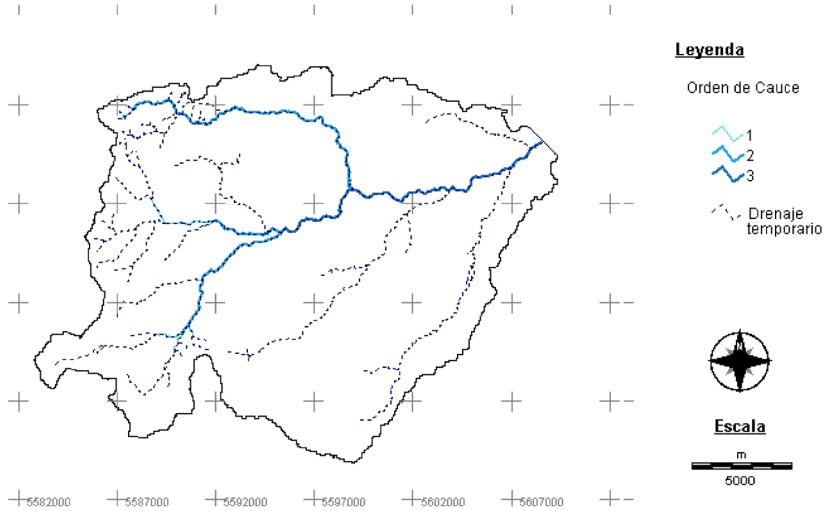 Leyenda
Orden de Cauce
1
2
3
Drenaje
temporario
Escala
m
5000
5582000
5587000
5592000
5597000
5602000
5607000